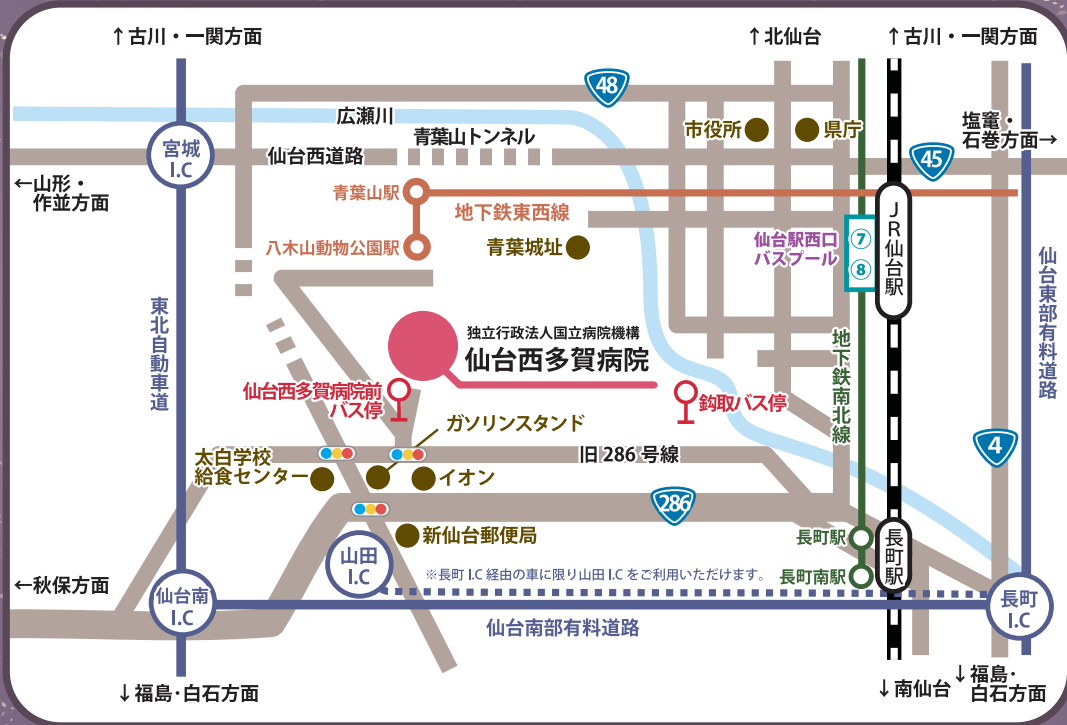 ↑古川・一関方面
↑北仙台
↑古川・一関方面
48
広瀬川
青葉山トンネル
市役所
県庁
塩竃・
石巻方面→
宮城
I.C
仙台西道路
45
←山形・
作並方面
青葉山駅
地下鉄東西線
八木山動物公園駅
青葉城址
仙台駅西口
バスプール
⑦
⑧
JR仙台駅
仙台東部有料道路
東北自動車道
独立行政法人国立病院機構
仙台西多賀病院
地下鉄南北線
仙台西多賀病院前
バス停
鈎取バス停
ガソリンスタンド
太白学校
給食センター
イオン
旧286号線
4
286
新仙台郵便局
山田
I.C
長町駅
長町駅
※長町 I.C 経由の車に限り山田 I.C をご利用いただけます。
長町南駅
←秋保方面
仙台南
I.C
長町
I.C
仙台南部有料道路
↓福島・白石方面
↓南仙台
↓福島・
白石方面